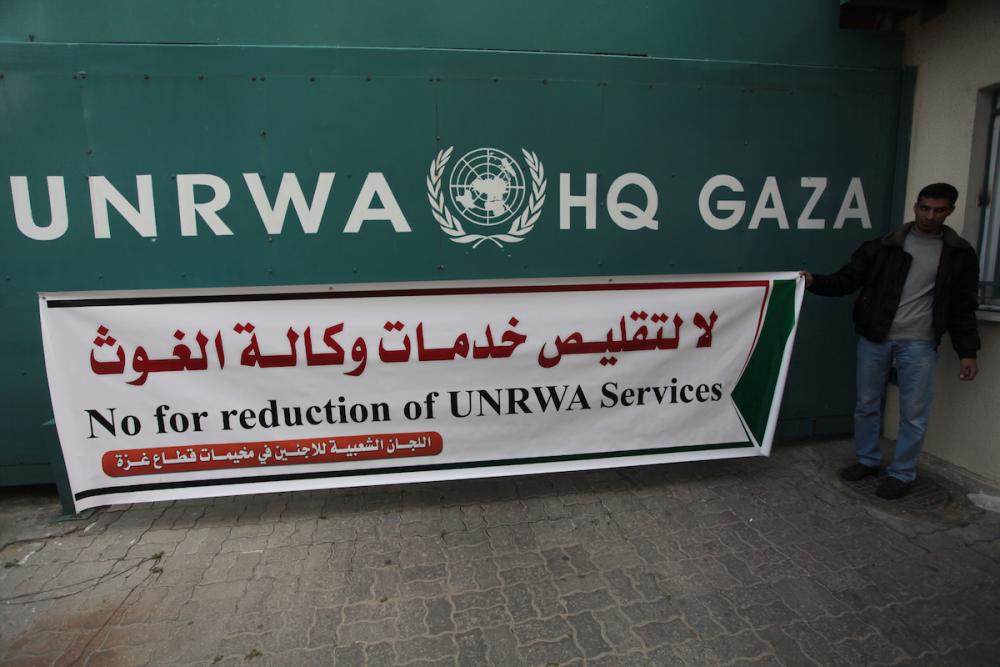 UNRWA HQ GAZA
لا لتقليص خدمات وكالة الغوث
No for reduction of UNRWA Services
اللجان الشعبية للاجئين في مخيمات قطاع غزة